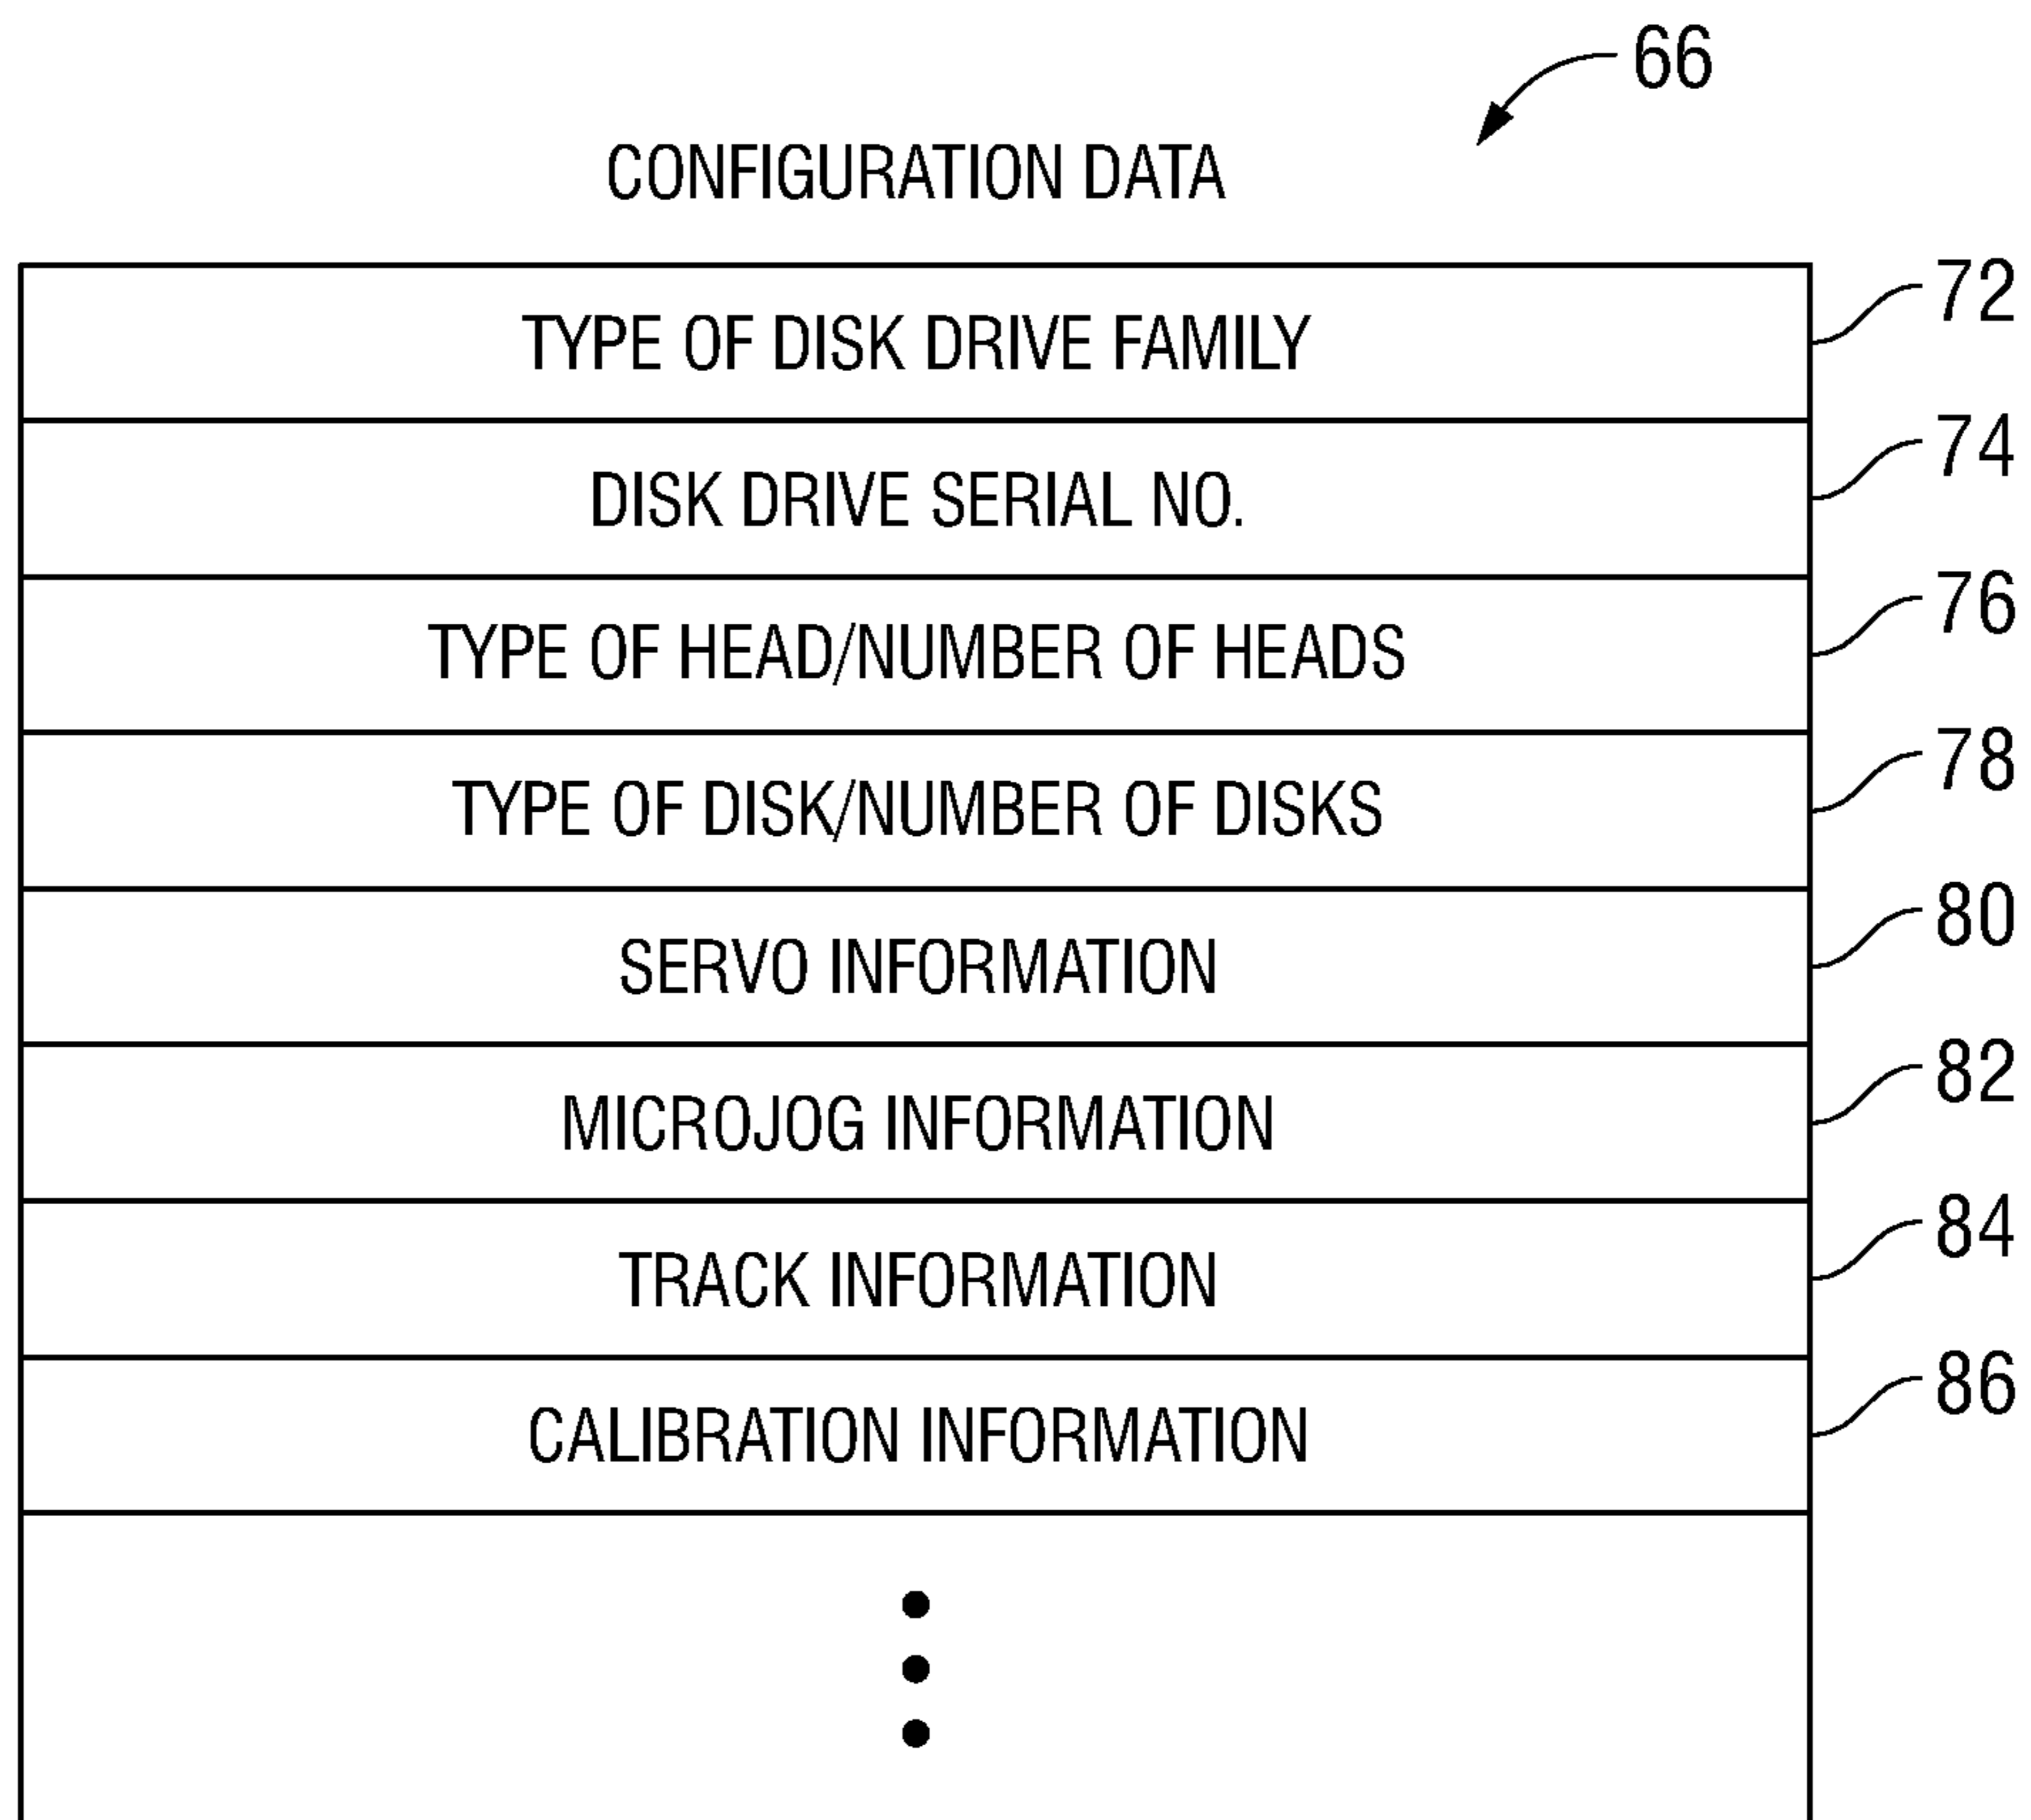 66
CONFIGURATION DATA
TYPE OF DISK DRIVE FAMILY 72
DISK DRIVE SERIAL NO. 74
TYPE OF HEAD/NUMBER OF HEADS 76
TYPE OF DISK/NUMBER OF DISKS 78
SERVO INFORMATION 80
MICROJOG INFORMATION 82
TRACK INFORMATION 84
CALIBRATION INFORMATION 86